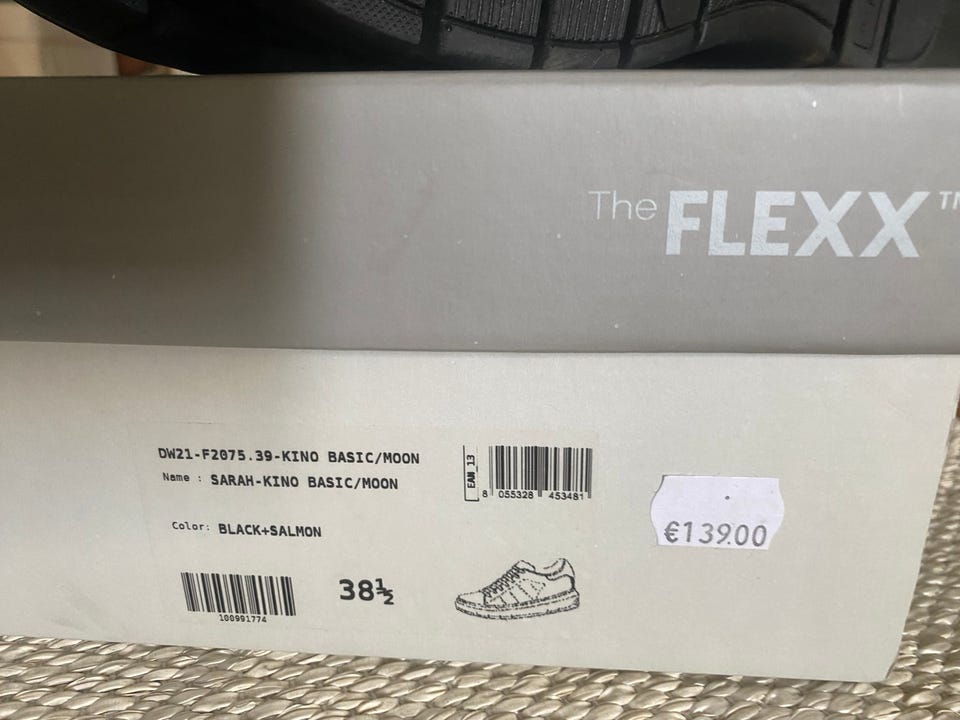 The FLEXX™
DW21-F2075.39-KINO BASIC/MOON
Name : SARAH-KINO BASIC/MOON
EAN 13
8 055328 453481
Color: BLACK+SALMON
€139.00
100991774
38½